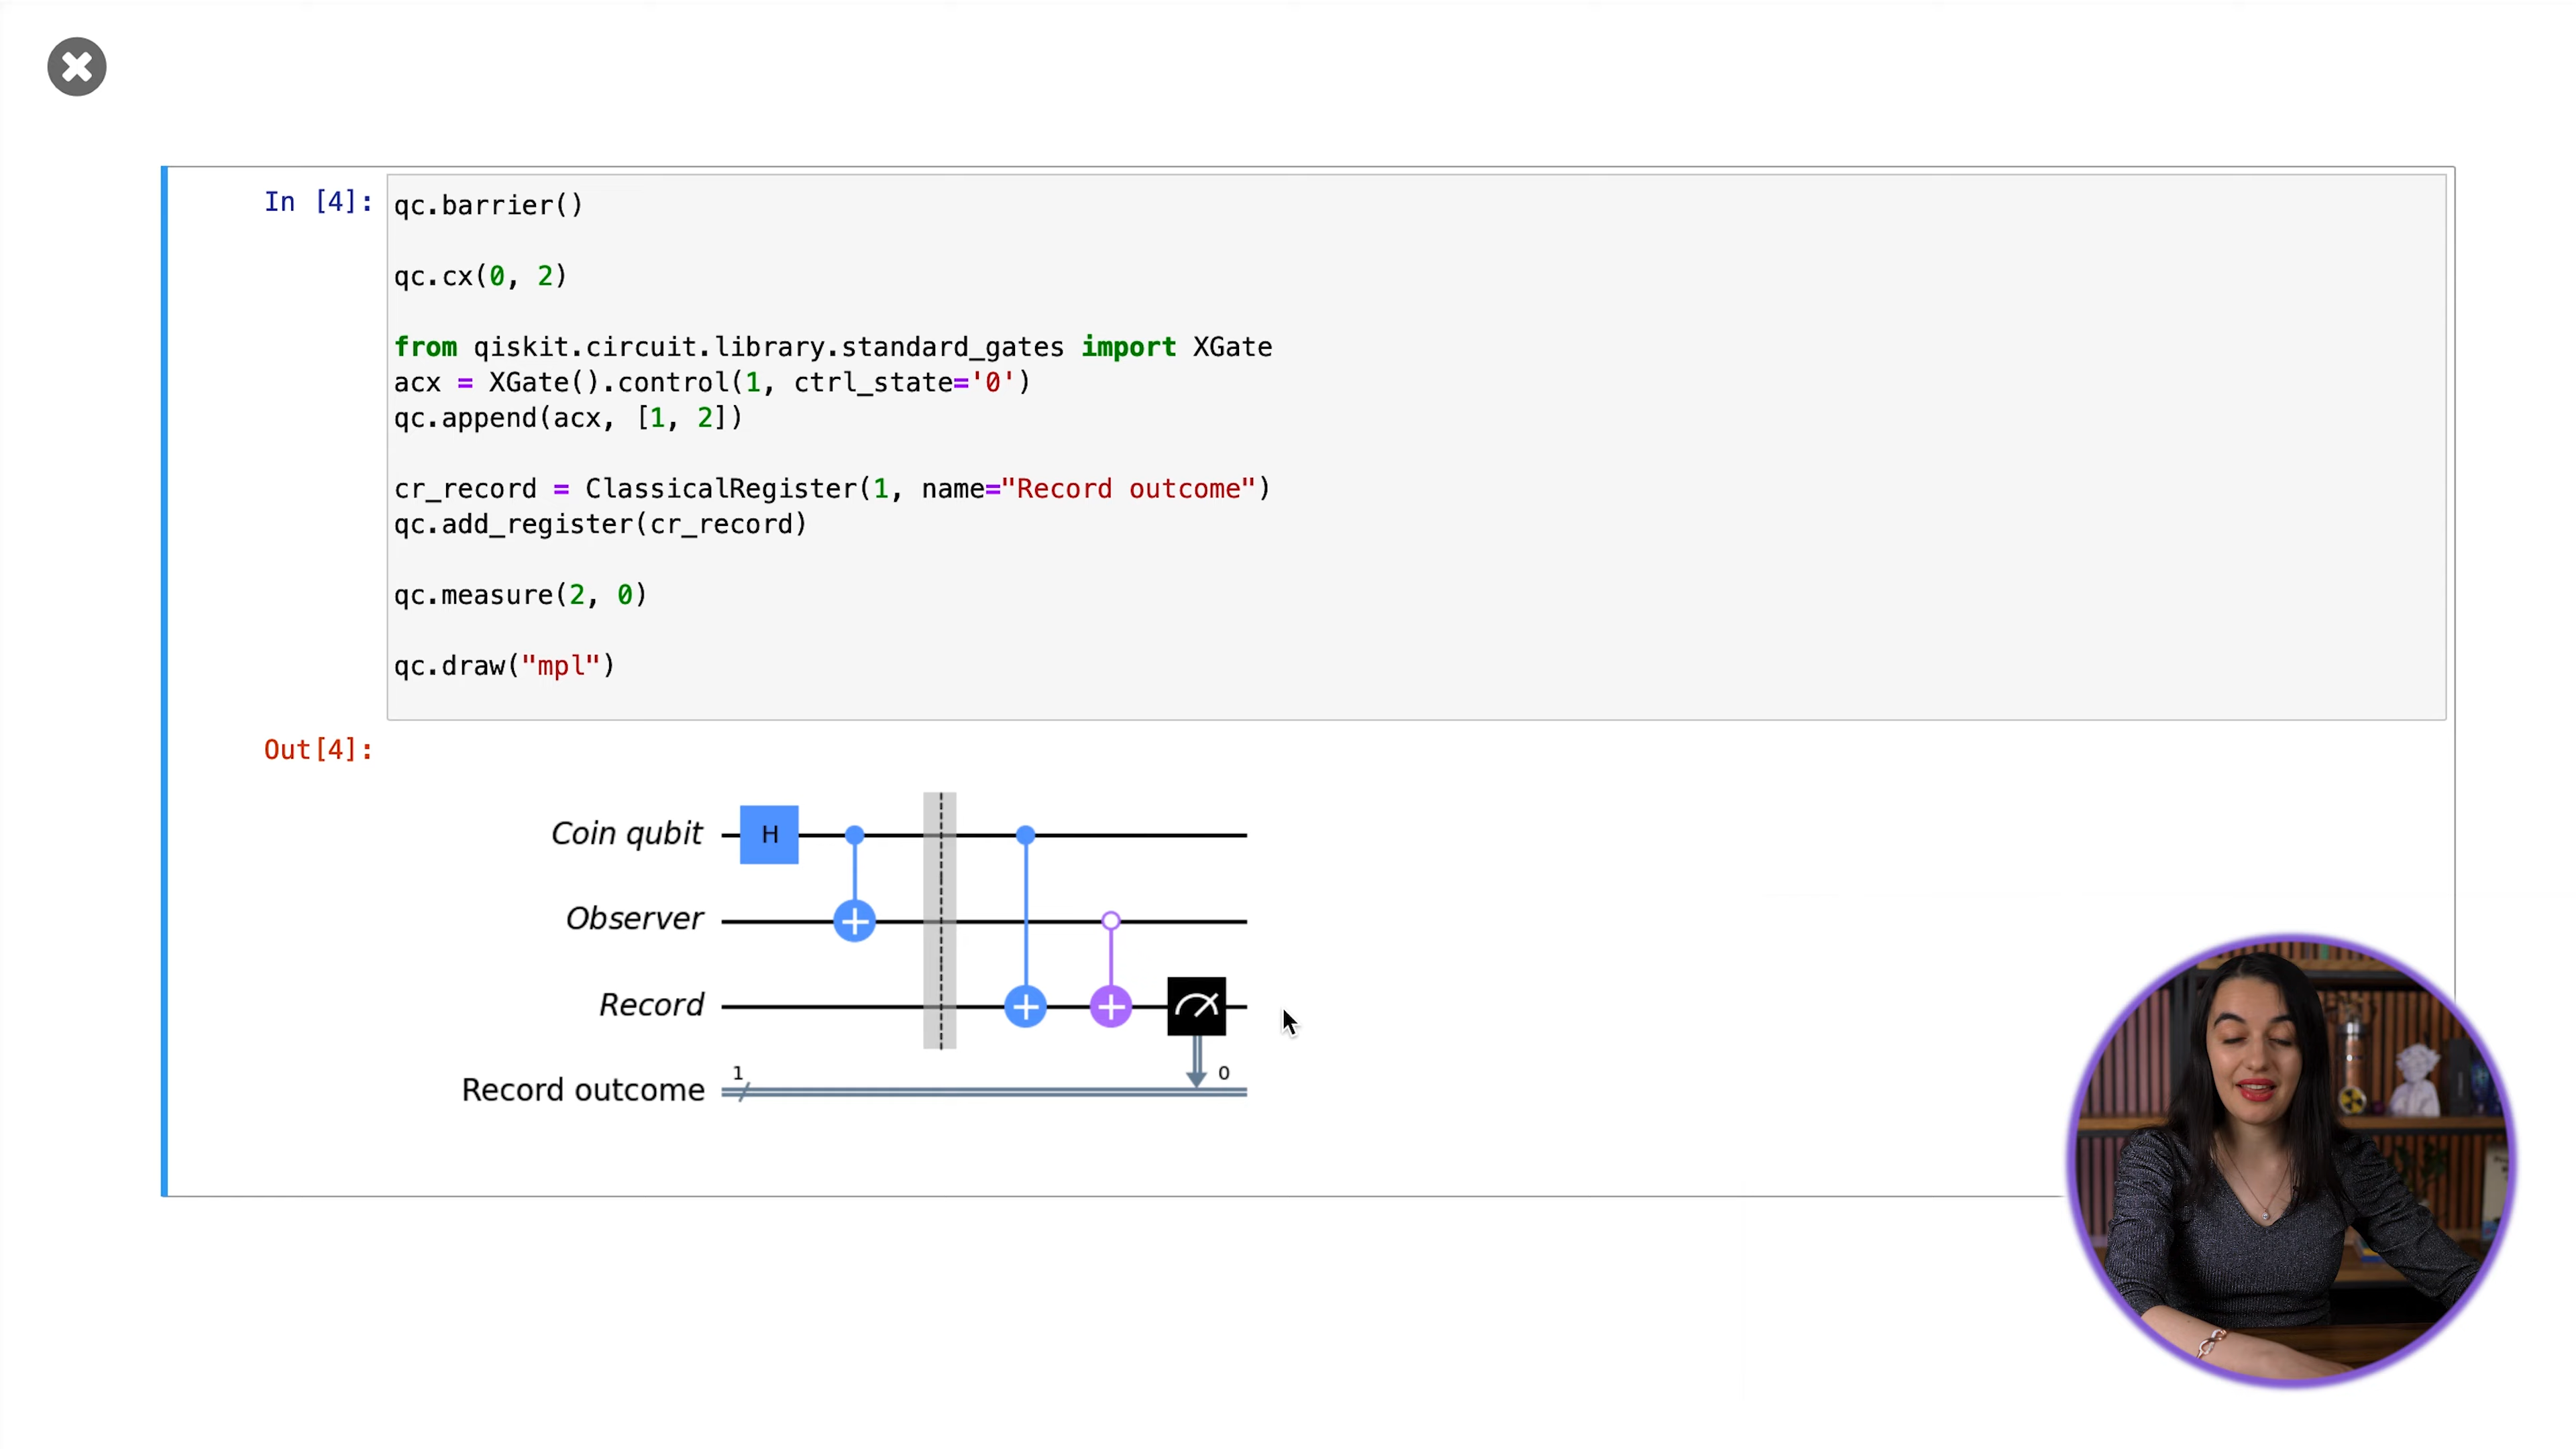 In [4]:
qc.barrier()
qc.cx(0, 2)
from qiskit.circuit.library.standard_gates import XGate
acx = XGate().control(1, ctrl_state='0')
qc.append(acx, [1, 2])
cr_record = ClassicalRegister(1, name="Record outcome")
qc.add_register(cr_record)
qc.measure(2, 0)
qc.draw("mpl")
Out[4]:
Coin qubit
H
Observer
Record
Record outcome
1
0